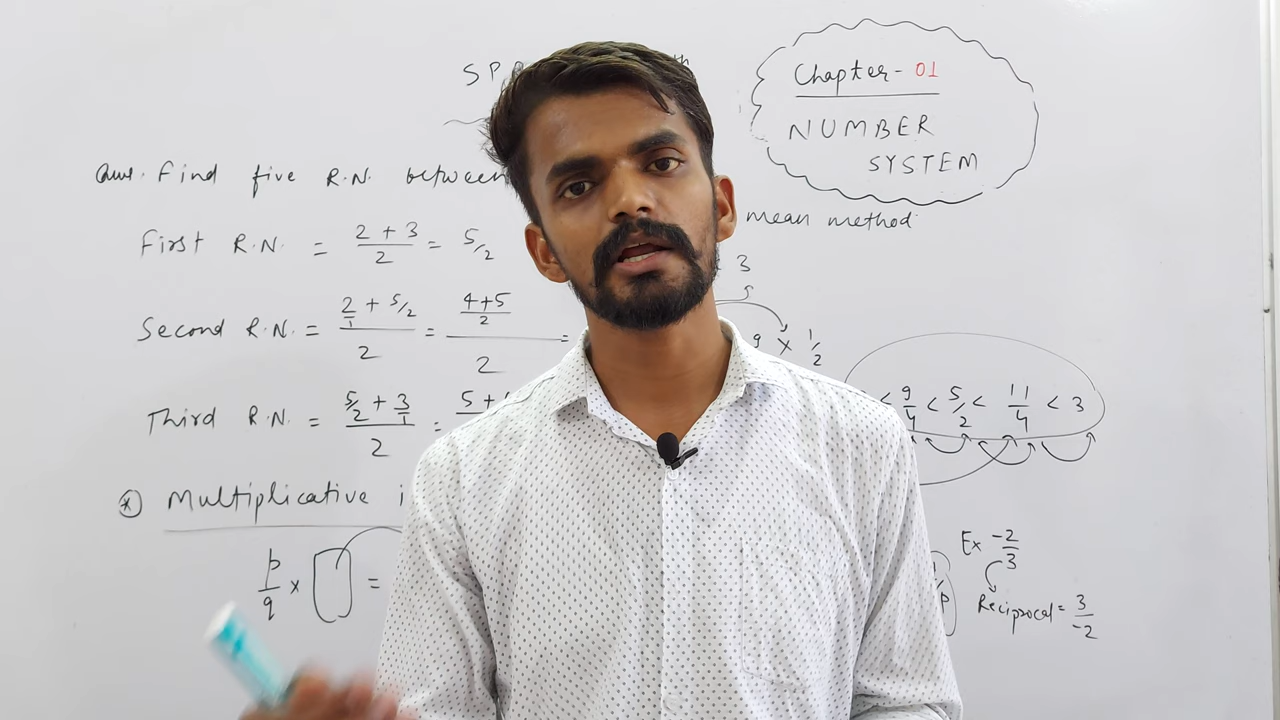 SP
Chapter- 01
NUMBER
SYSTEM
Ques. Find five R.N. between
mean method
First R.N. = 2 + 3 / 2 = 5/2
3
Second R.N. = 2/1 + 5/2 / 2 = 4+5/2 / 2 =
9 × 1/2
Third R.N. = 5/2 + 3/1 / 2 = 5+
< 9/4 < 5/2 < 11/4 < 3
* Multiplicative i
p/q × =
Ex -2/3
Reciprocal = 3/-2